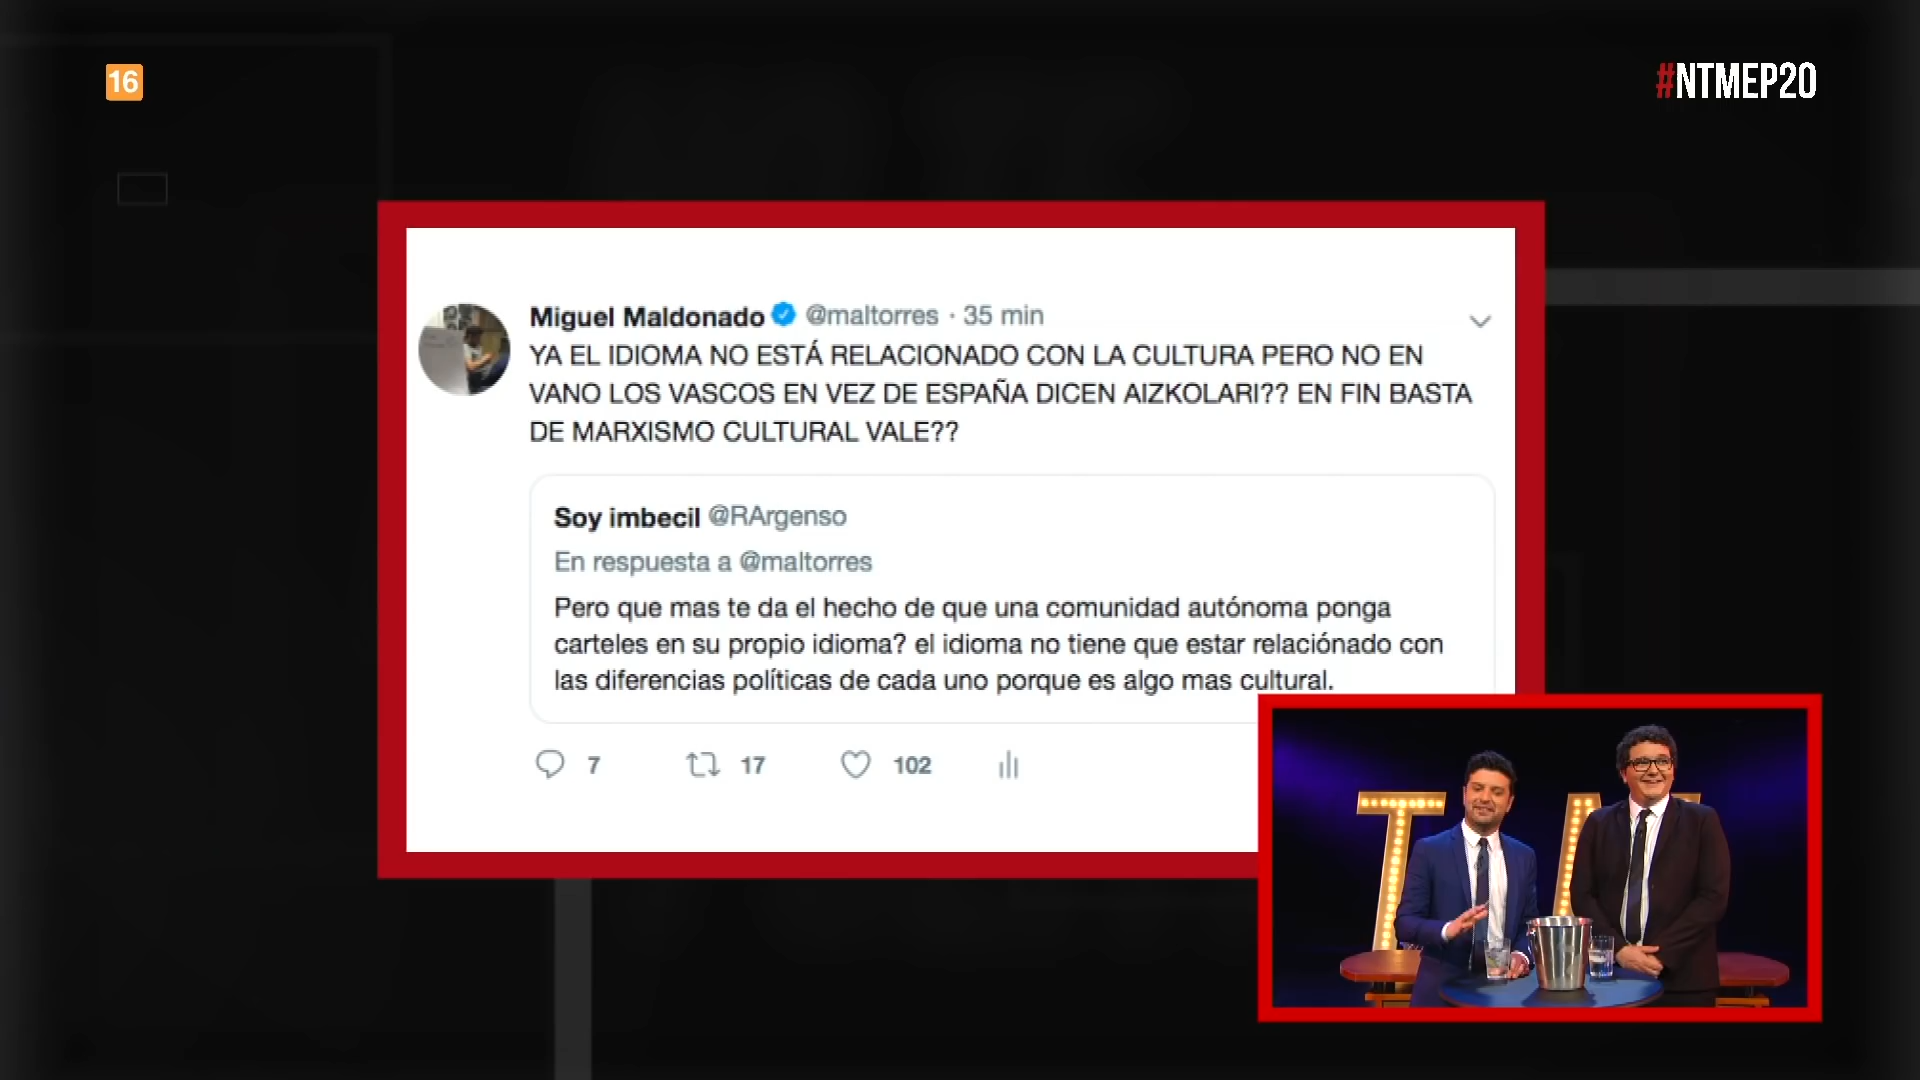 16
#NTMEP20
Miguel Maldonado @maltorres · 35 min
YA EL IDIOMA NO ESTÁ RELACIONADO CON LA CULTURA PERO NO EN
VANO LOS VASCOS EN VEZ DE ESPAÑA DICEN AIZKOLARI?? EN FIN BASTA
DE MARXISMO CULTURAL VALE??
Soy imbecil @RArgenso
En respuesta a @maltorres
Pero que mas te da el hecho de que una comunidad autónoma ponga
carteles en su propio idioma? el idioma no tiene que estar relaciónado con
las diferencias políticas de cada uno porque es algo mas cultural.
7 17 102